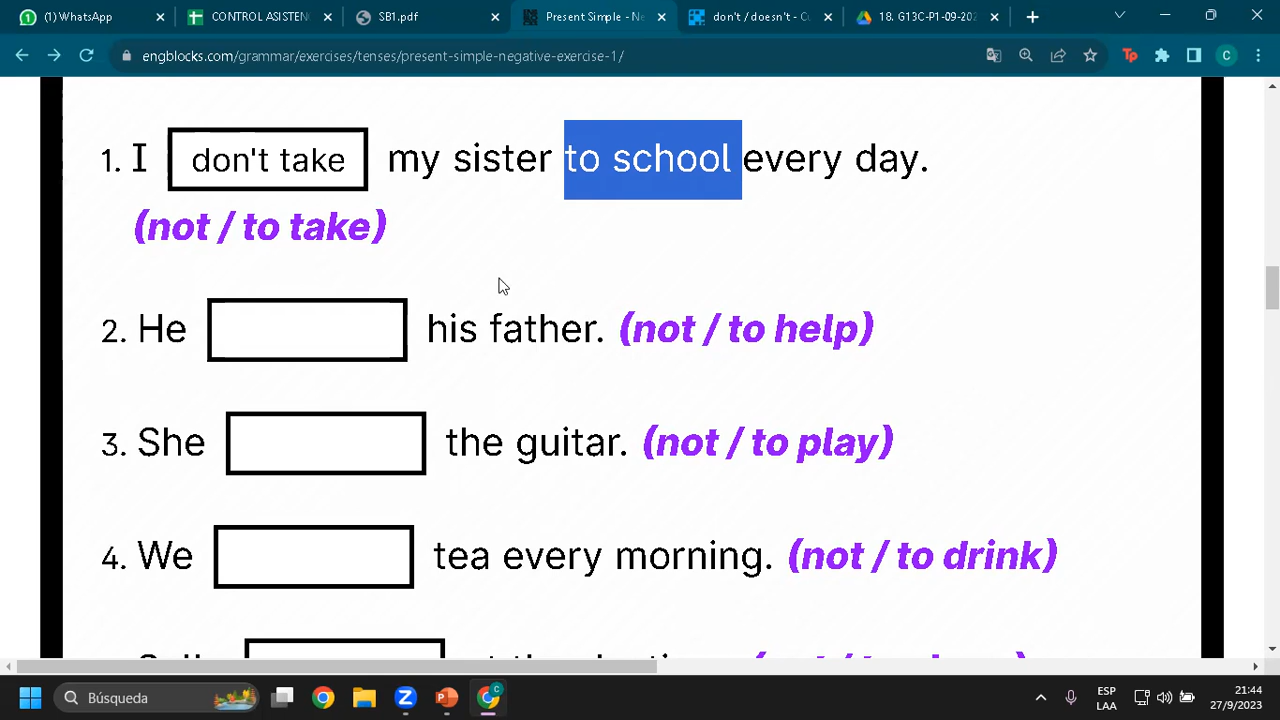 (1) WhatsApp
CONTROL ASISTEN
SB1.pdf
Present Simple - Ne
don't / doesn't - Cu
18. G13C-P1-09-202
engblocks.com/grammar/exercises/tenses/present-simple-negative-exercise-1/
Tp
C
1. I don't take my sister to school every day.
(not / to take)
2. He his father. (not / to help)
3. She the guitar. (not / to play)
4. We tea every morning. (not / to drink)
Búsqueda
C
ESP
LAA
21:44
27/9/2023